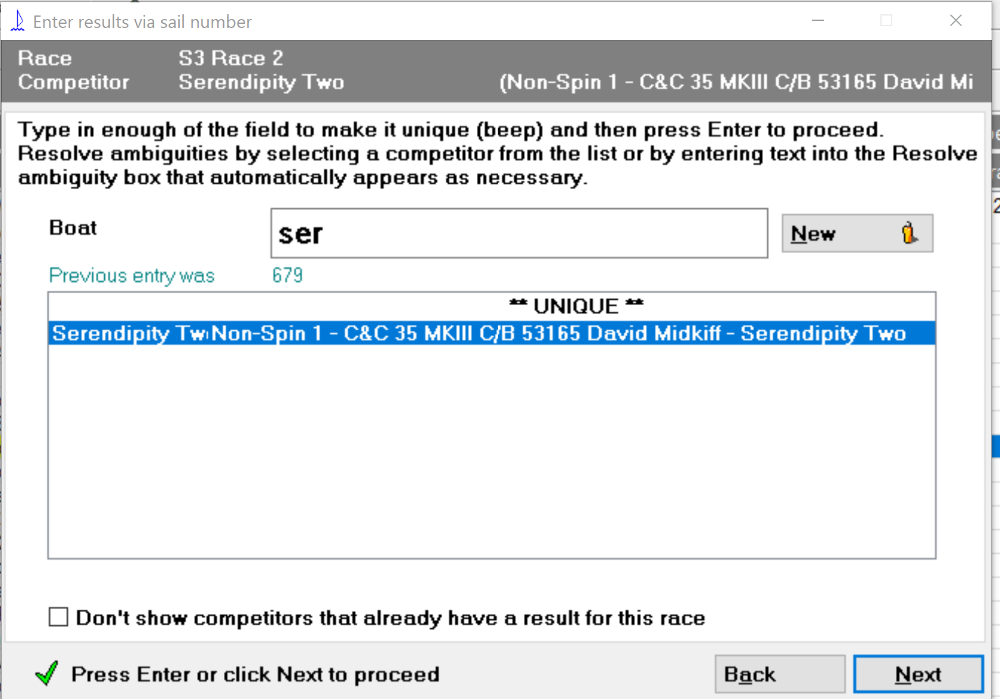 Enter results via sail number
Race S3 Race 2
Competitor Serendipity Two (Non-Spin 1 - C&C 35 MKIII C/B 53165 David Mi
Type in enough of the field to make it unique (beep) and then press Enter to proceed.
Resolve ambiguities by selecting a competitor from the list or by entering text into the Resolve
ambiguity box that automatically appears as necessary.
Boat ser New
Previous entry was 679
** UNIQUE **
Serendipity Tw Non-Spin 1 - C&C 35 MKIII C/B 53165 David Midkiff - Serendipity Two
Don't show competitors that already have a result for this race
Press Enter or click Next to proceed Back Next